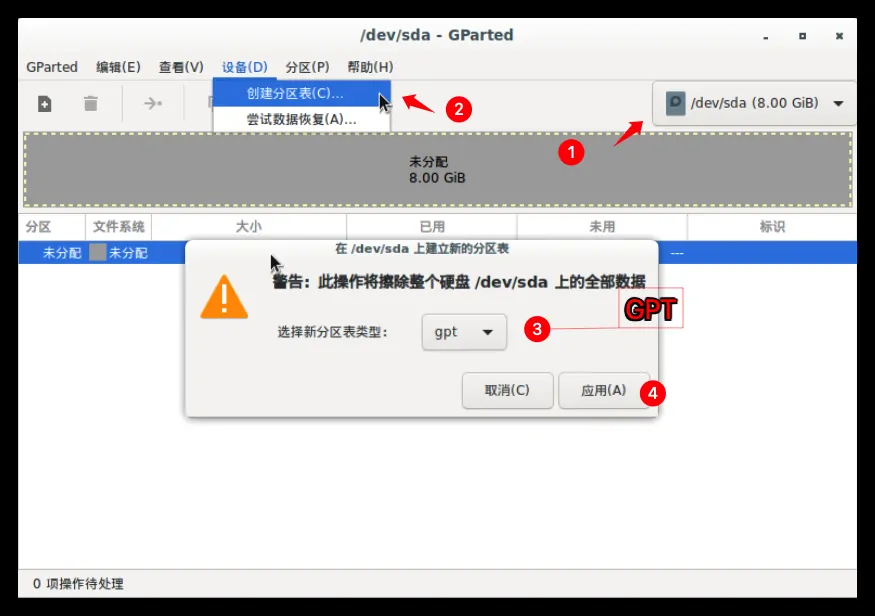 /dev/sda - GParted
GParted 编辑(E) 查看(V) 设备(D) 分区(P) 帮助(H)
创建分区表(C)...
2
/dev/sda (8.00 GiB)
尝试数据恢复(A)...
1
未分配
8.00 GiB
分区 文件系统 大小 已用 未用 标识
未分配 未分配 ---
在 /dev/sda 上建立新的分区表
警告：此操作将擦除整个硬盘 /dev/sda 上的全部数据
GPT
选择新分区表类型： gpt 3
取消(C) 应用(A) 4
0 项操作待处理